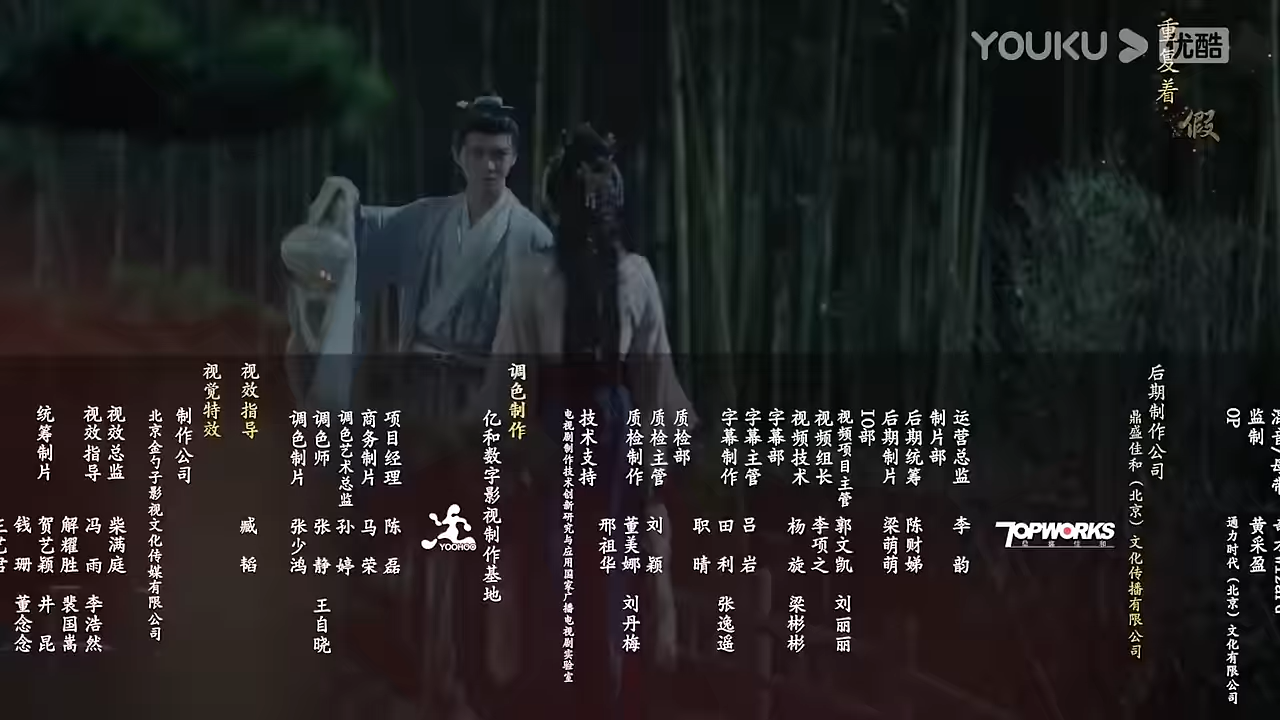 YOUKU 优酷
重复着
假
监制 黄采盈
OP 通力时代（北京）文化有限公司
后期制作公司
鼎盛佳和（北京）文化传播有限公司
TOPWORKS
运营总监 李韵
制片部
后期统筹 陈财娣
后期制片 梁萌萌
IO部
视频项目主管 郭文凯 刘丽丽
视频组长 李项之
视频技术 杨旋 梁彬彬
字幕部
字幕主管 吕岩
字幕制作 田利 张逸遥
职晴
质检部
质检主管 刘颖
质检制作 董美娜 刘丹梅
邢祖华
技术支持
电视剧制作技术创新研究与应用国家广播电视剧实验室
调色制作
亿和数字影视制作基地
YOOHOO
项目经理 陈磊
商务制片 马荣
调色艺术总监 孙婷
调色师 张静 王自晓
调色制片 张少鸿
视效指导 臧韬
视觉特效
制作公司
北京金勺子影视文化传媒有限公司
视效总监 柴满庭
视效指导 冯雨 李浩然
解耀胜 裴国嵩
统筹制片 贺艺颖 井昆
钱珊 董念念